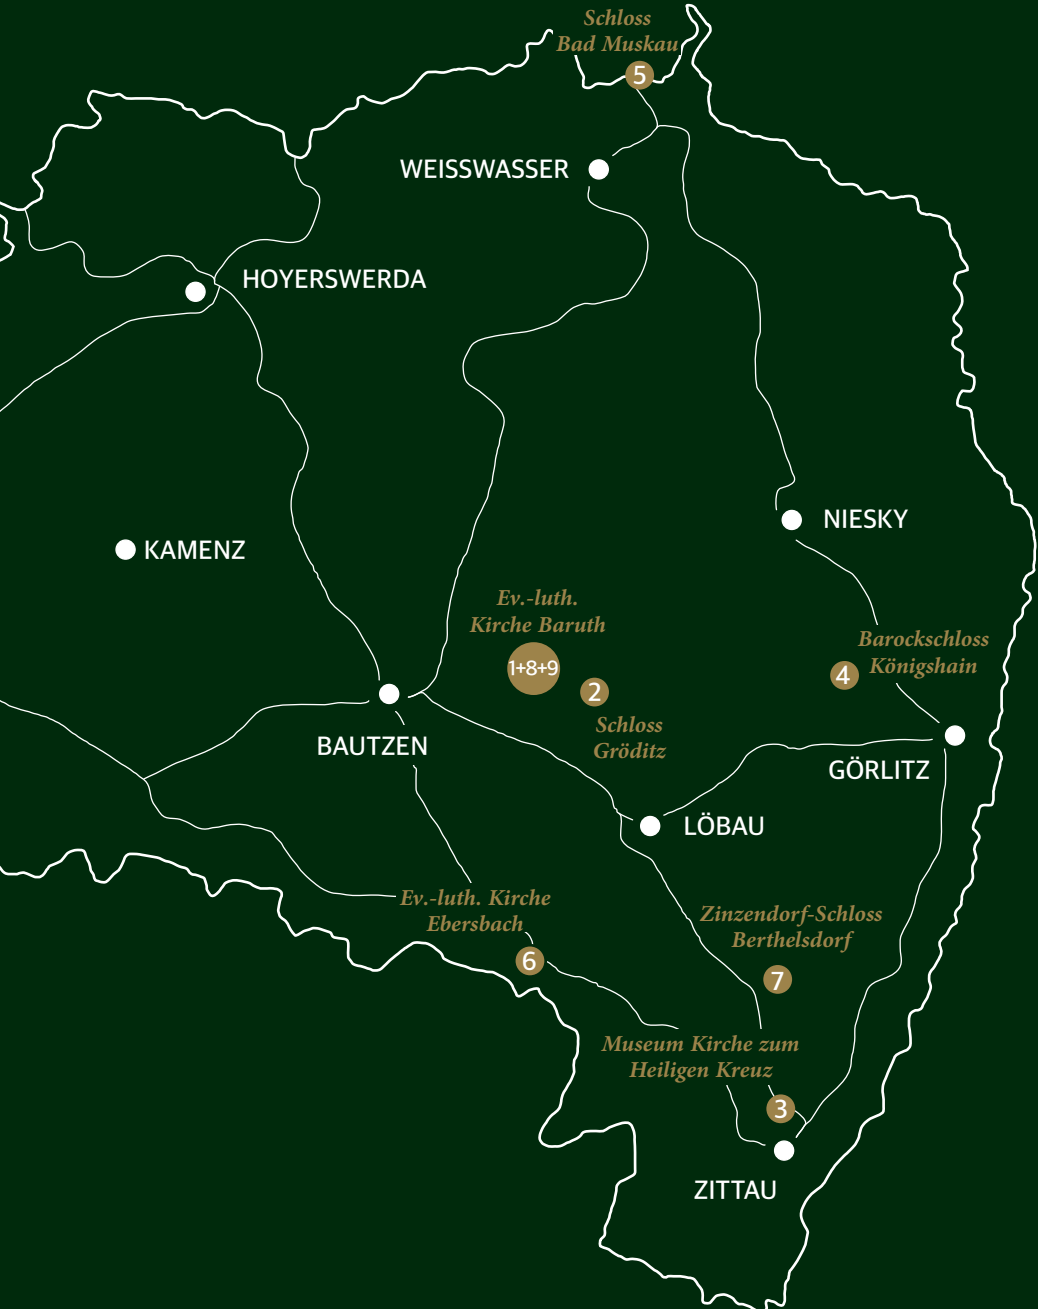 Schloss
Bad Muskau
5
WEISSWASSER
HOYERSWERDA
NIESKY
KAMENZ
Ev.-luth.
Kirche Baruth
1+8+9
2
Schloss
Gröditz
Barockschloss
Königshain
4
BAUTZEN
GÖRLITZ
LÖBAU
Ev.-luth. Kirche
Ebersbach
6
Zinzendorf-Schloss
Berthelsdorf
7
Museum Kirche zum
Heiligen Kreuz
3
ZITTAU